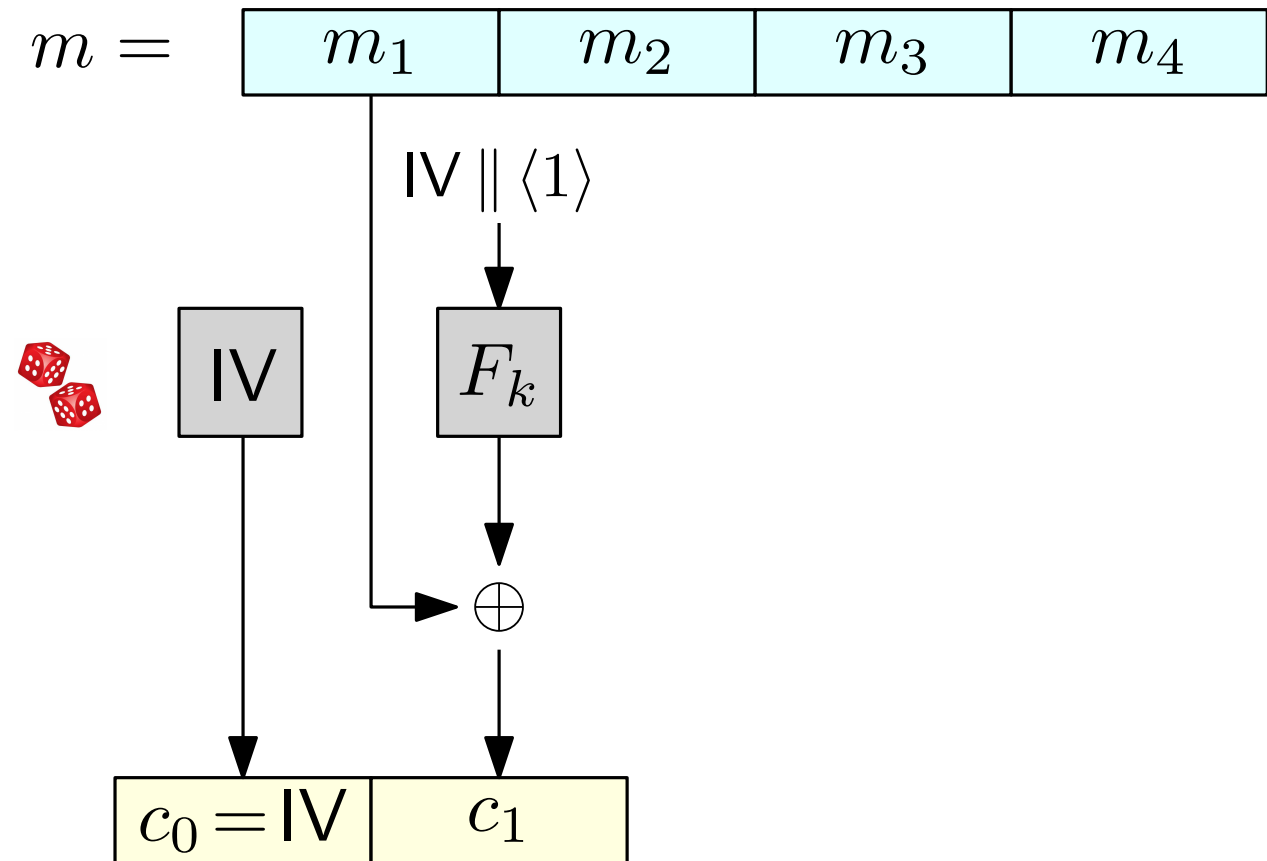 m = m₁ m₂ m₃ m₄
IV ∥ ⟨1⟩
IV Fₖ
⊕
c₀ = IV c₁